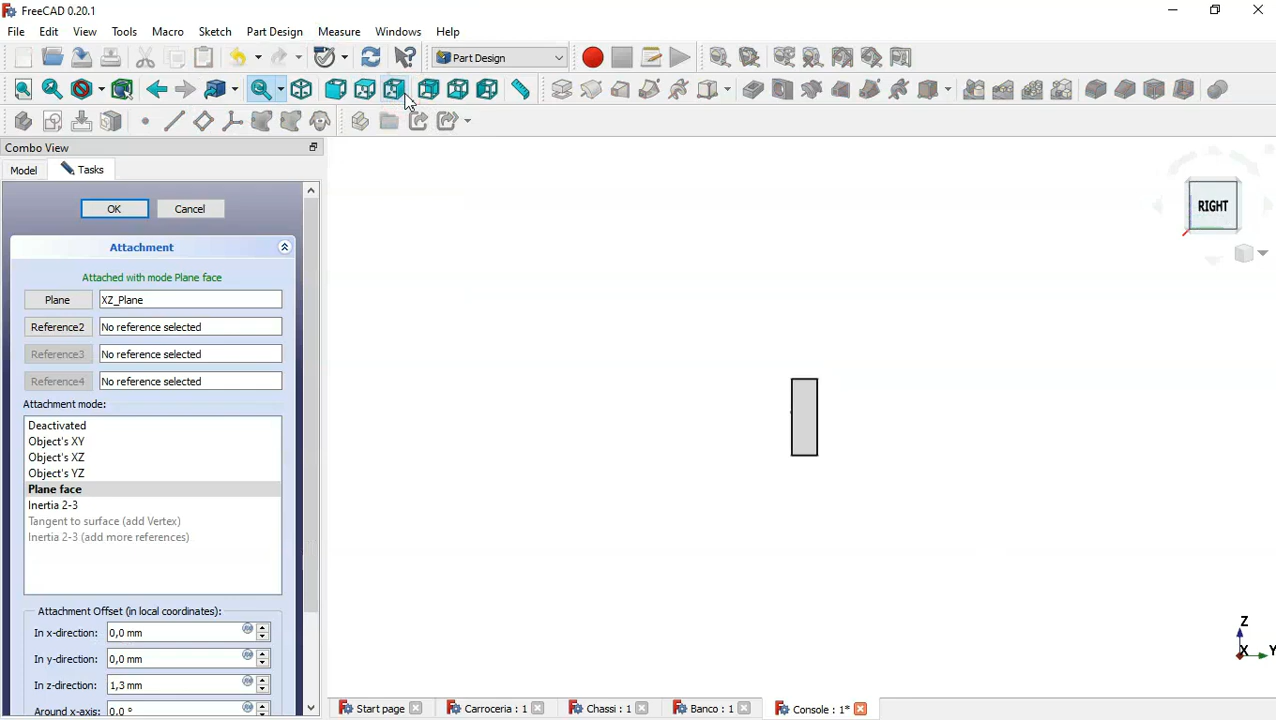 FreeCAD 0.20.1
File Edit View Tools Macro Sketch Part Design Measure Windows Help
Part Design
Combo View
Model Tasks
OK Cancel
Attachment
Attached with mode Plane face
Plane XZ_Plane
Reference2 No reference selected
Reference3 No reference selected
Reference4 No reference selected
Attachment mode:
Deactivated
Object's XY
Object's XZ
Object's YZ
Plane face
Inertia 2-3
Tangent to surface (add Vertex)
Inertia 2-3 (add more references)
Attachment Offset (in local coordinates):
In x-direction: 0,0 mm
In y-direction: 0,0 mm
In z-direction: 1,3 mm
Around x-axis: 0,0 °
RIGHT
Z
X Y
Start page Carroceria : 1 Chassi : 1 Banco : 1 Console : 1*